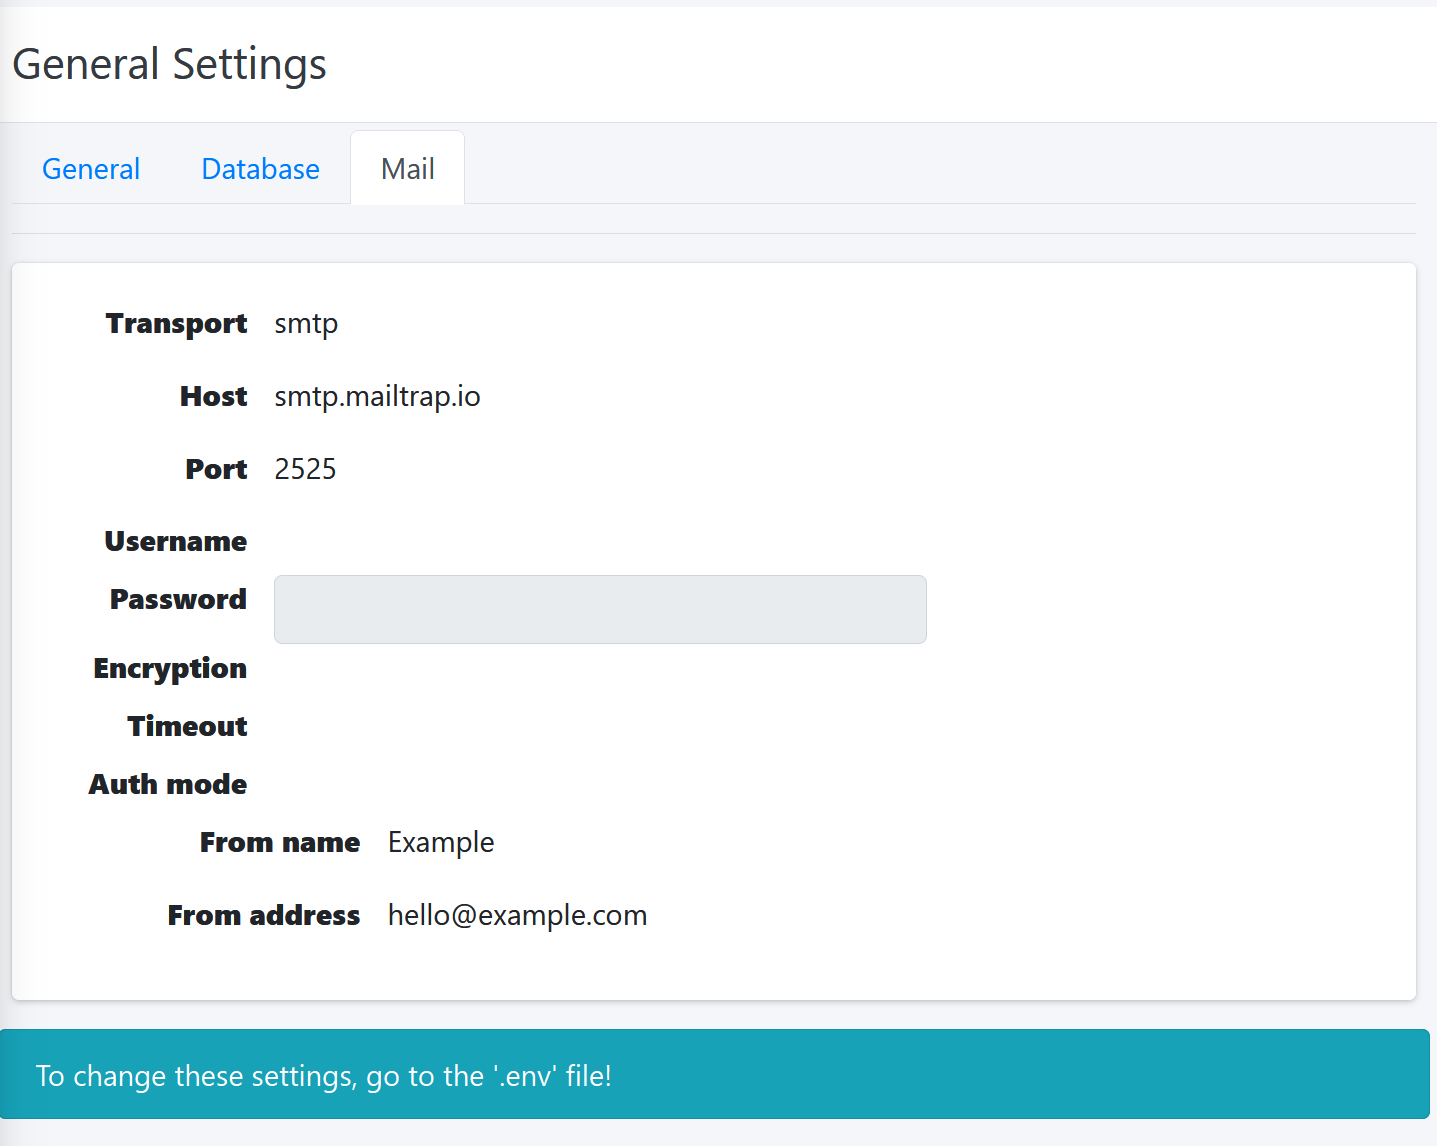 General Settings
General Database Mail
Transport smtp
Host smtp.mailtrap.io
Port 2525
Username
Password
Encryption
Timeout
Auth mode
From name Example
From address hello@example.com
To change these settings, go to the '.env' file!